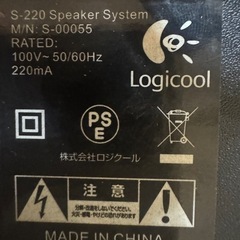 S-220 Speaker System
M/N: S-00055
RATED:
100V~ 50/60Hz
220mA
Logicool
PS
E
株式会社ロジクール
注意
MADE IN CHINA